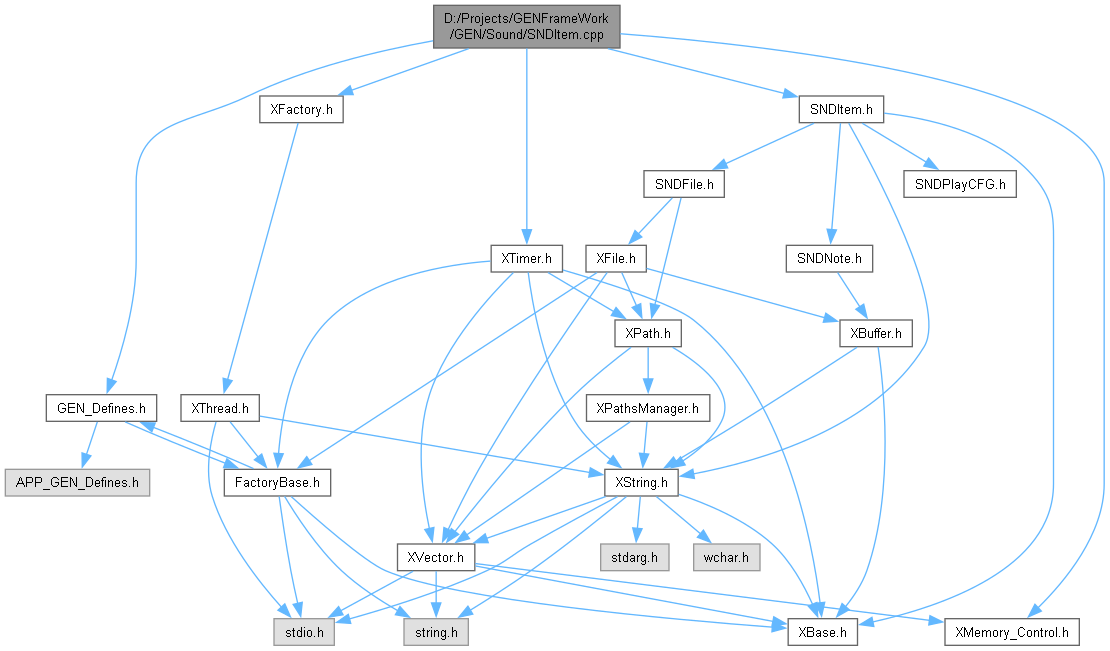 D:/Projects/GENFrameWork
/GEN/Sound/SNDItem.cpp
XFactory.h
SNDItem.h
SNDFile.h
SNDPlayCFG.h
XTimer.h
XFile.h
SNDNote.h
XPath.h
XBuffer.h
GEN_Defines.h
XThread.h
XPathsManager.h
APP_GEN_Defines.h
FactoryBase.h
XString.h
XVector.h
stdarg.h
wchar.h
stdio.h
string.h
XBase.h
XMemory_Control.h